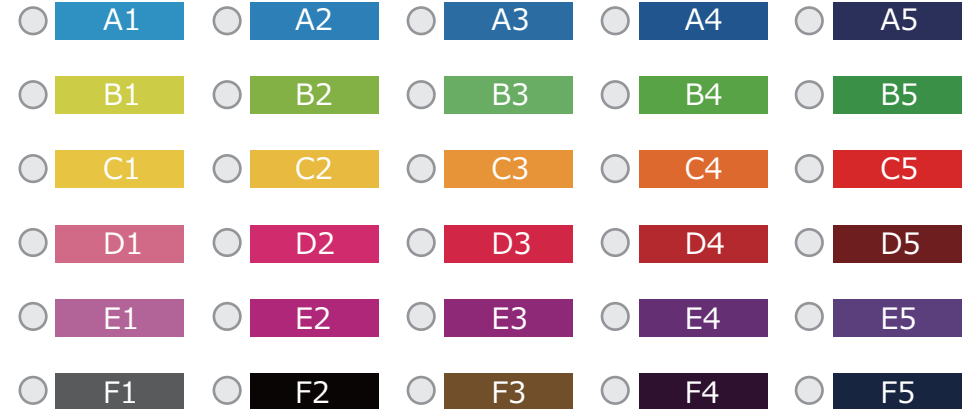 A1 A2 A3 A4 A5
B1 B2 B3 B4 B5
C1 C2 C3 C4 C5
D1 D2 D3 D4 D5
E1 E2 E3 E4 E5
F1 F2 F3 F4 F5